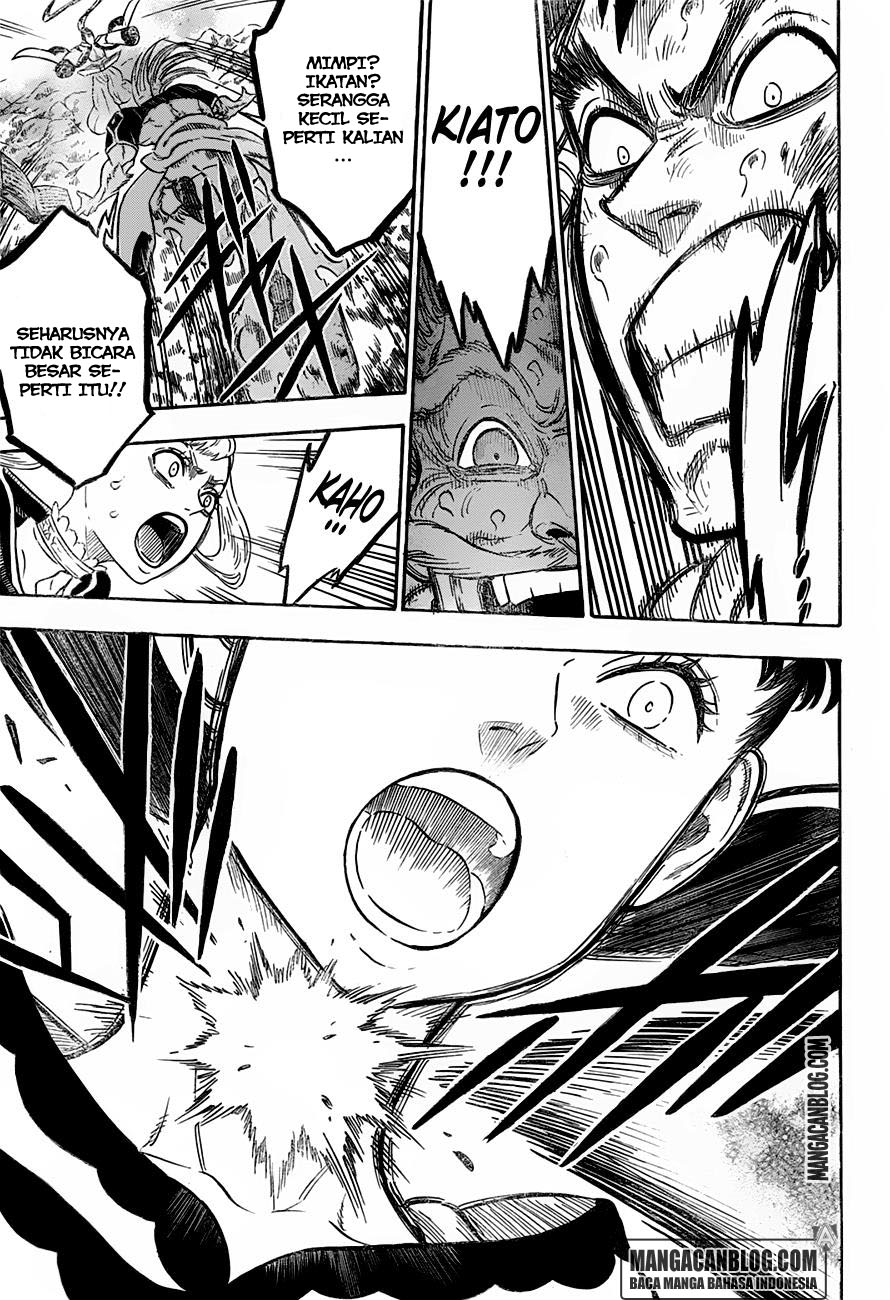 KIATO
!!!
MIMPI?
IKATAN?
SERANGGA
KECIL SE-
PERTI KALIAN
...
SEHARUSNYA
TIDAK BICARA
BESAR SE-
PERTI ITU!!
KAHO
!!!
MANGACANBLOG.COM
MANGACANBLOG.COM
BACA MANGA BAHASA INDONESIA